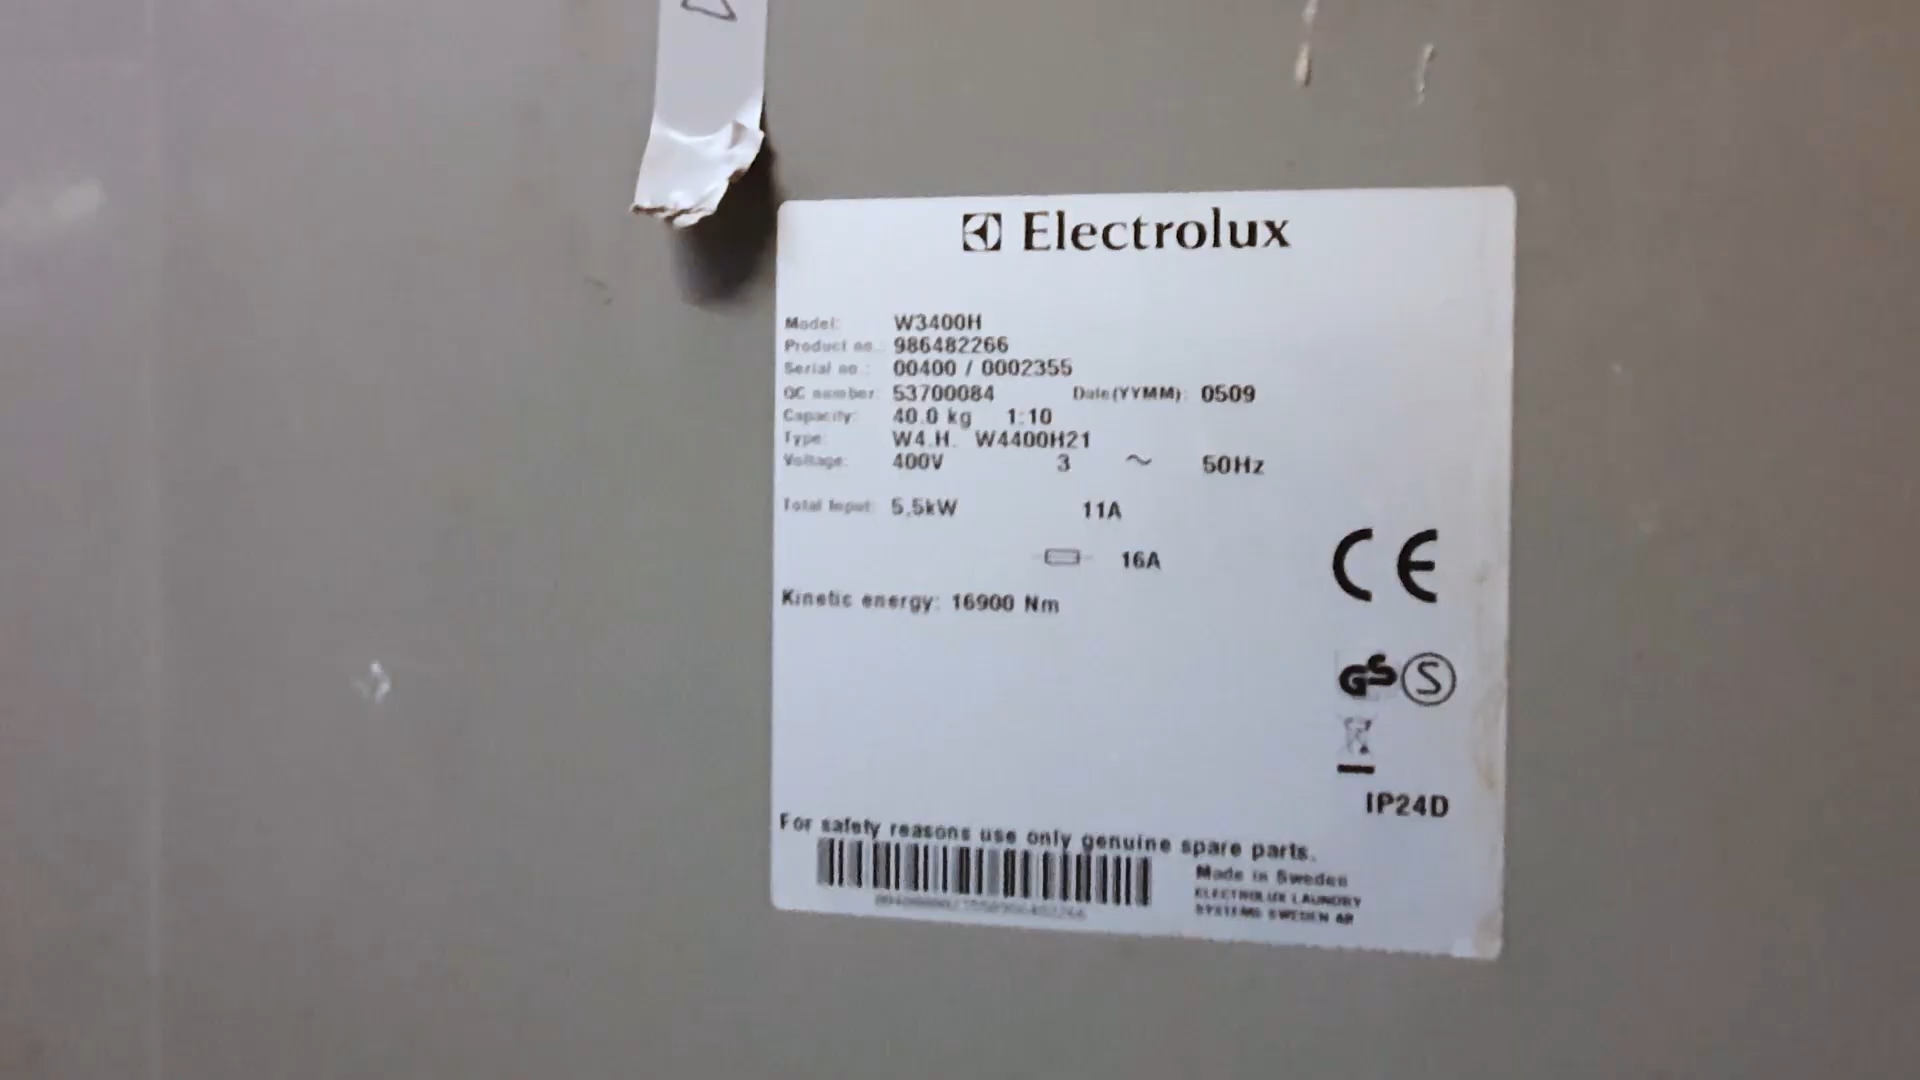 Electrolux
Model: W3400H
Product no.: 986482266
Serial no.: 00400 / 0002355
QC number: 53700084 Date(YYMM): 0509
Capacity: 40.0 kg 1:10
Type: W4.H. W4400H21
Voltage: 400V 3 ~ 50Hz
Total Input: 5,5kW 11A
16A
Kinetic energy: 16900 Nm
CE
GS S
IP24D
For safety reasons use only genuine spare parts.
Made in Sweden
ELECTROLUX LAUNDRY
SYSTEMS SWEDEN AB